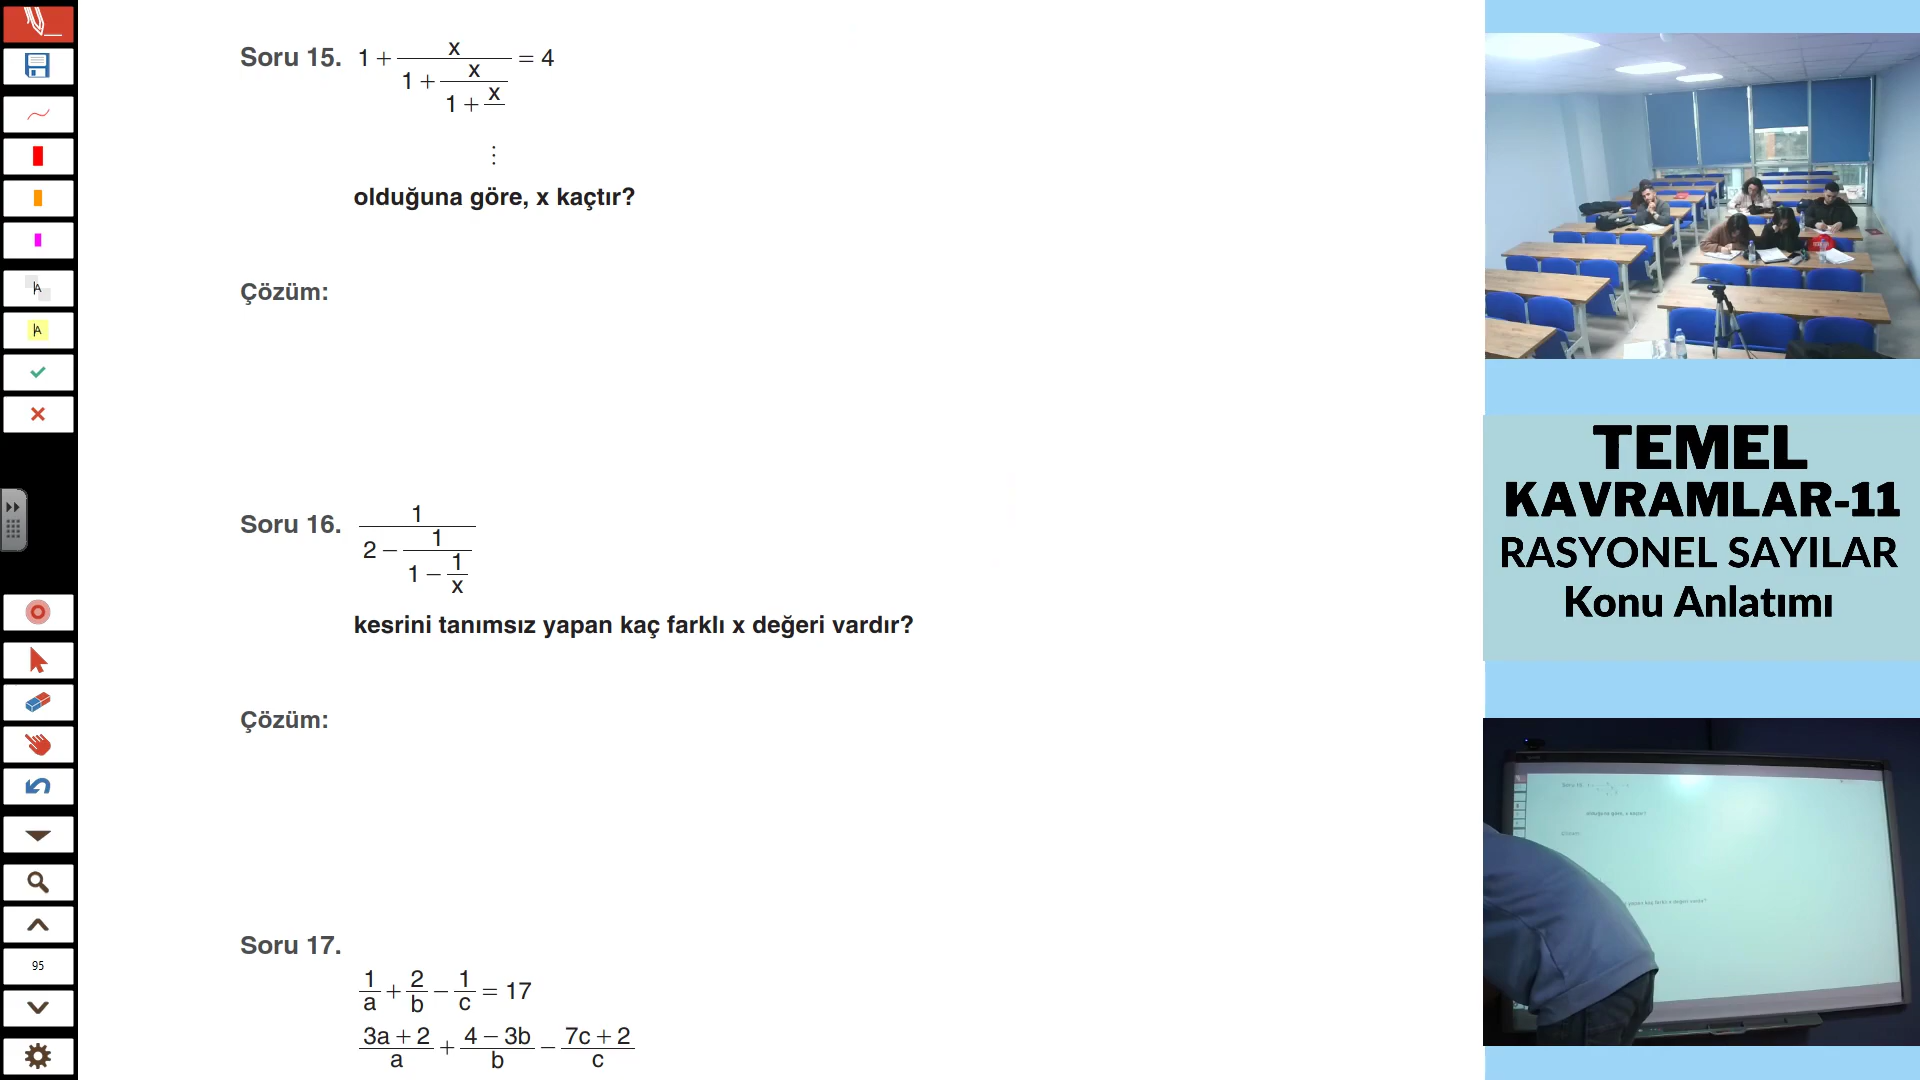 Soru 15. 1 + x / (1 + x / (1 + x / ⋮)) = 4
olduğuna göre, x kaçtır?
Çözüm:
Soru 16. 1 / (2 − 1 / (1 − 1 / x))
kesrini tanımsız yapan kaç farklı x değeri vardır?
Çözüm:
Soru 17.
1/a + 2/b − 1/c = 17
(3a + 2)/a + (4 − 3b)/b − (7c + 2)/c
95
TEMEL
KAVRAMLAR-11
RASYONEL SAYILAR
Konu Anlatımı